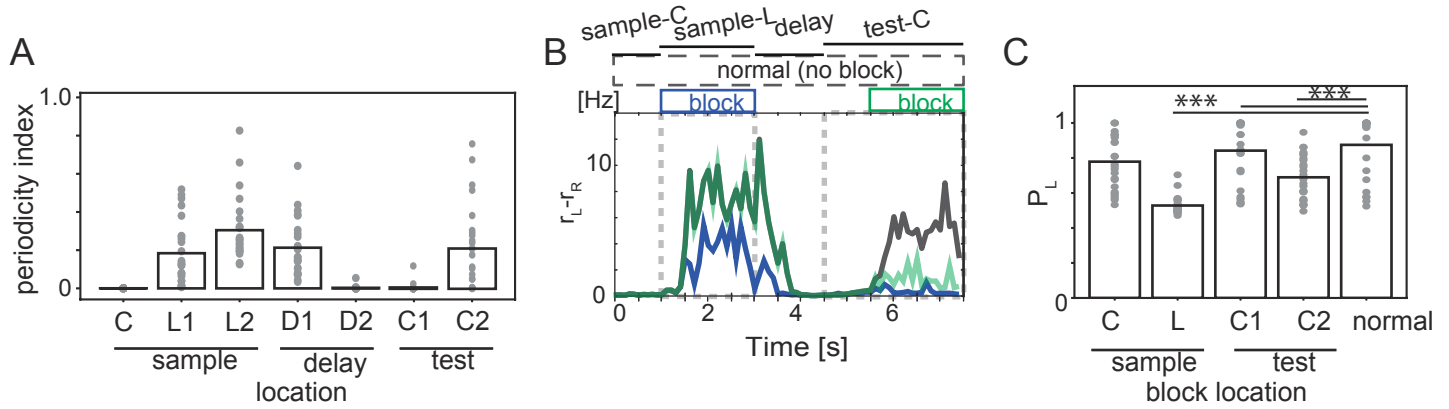 A
periodicity index
1.0
0
C L1 L2 D1 D2 C1 C2
sample delay test
location
B
sample-C sample-L delay test-C
normal (no block)
[Hz] block block
r_L-r_R
10
0
0 2 4 6
Time [s]
C
*** ***
P_L
1
0
C L C1 C2 normal
sample test
block location